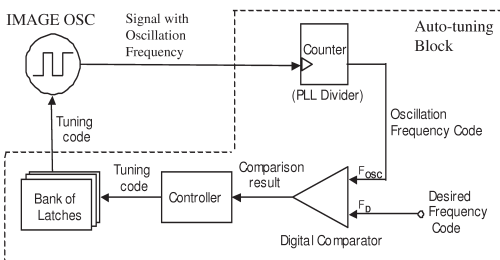 IMAGE OSC
Signal with
Oscillation
Frequency
Auto-tuning
Block
Counter
(PLL Divider)
Oscillation
Frequency Code
Tuning
code
Bank of
Latches
Tuning
code
Controller
Comparison
result
FOSC
FD
Digital Comparator
Desired
Frequency
Code